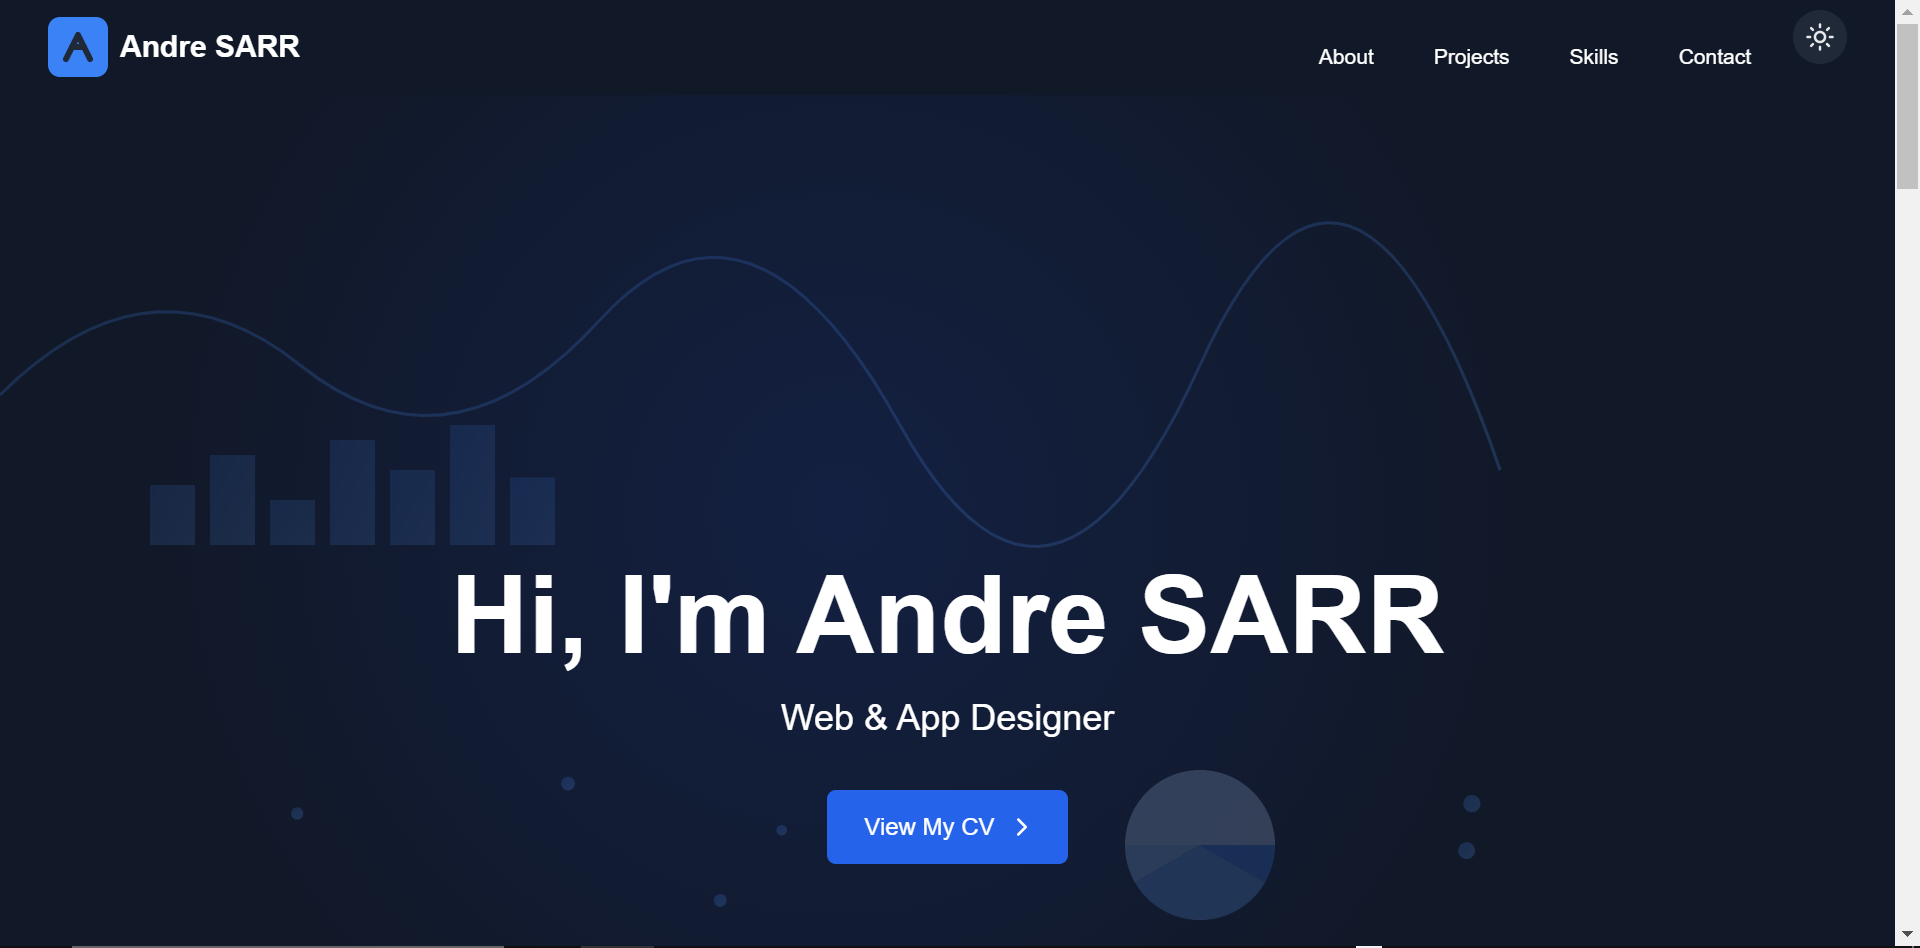 Andre SARR
About
Projects
Skills
Contact
Hi, I'm Andre SARR
Web & App Designer
View My CV